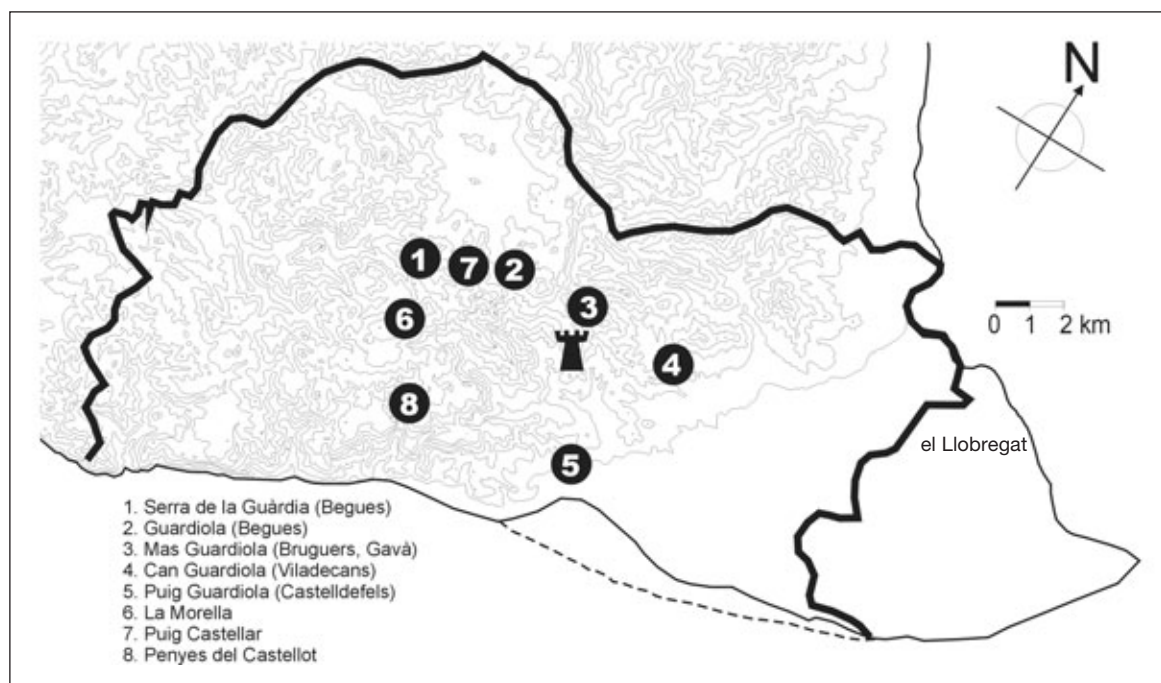 N
1
7
2
3
6
4
8
5
0 1 2 km
el Llobregat
1. Serra de la Guàrdia (Begues)
2. Guardiola (Begues)
3. Mas Guardiola (Bruguers, Gavà)
4. Can Guardiola (Viladecans)
5. Puig Guardiola (Castelldefels)
6. La Morella
7. Puig Castellar
8. Penyes del Castellot